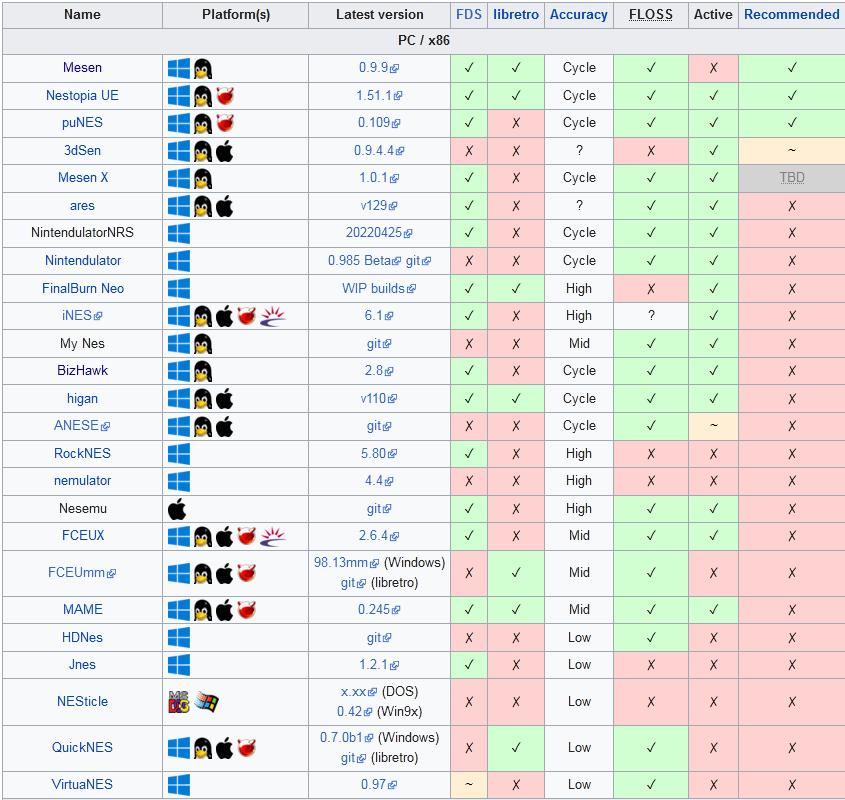 Name Platform(s) Latest version FDS libretro Accuracy FLOSS Active Recommended
PC / x86
Mesen 0.9.9 ✓ ✓ Cycle ✓ ✗ ✓
Nestopia UE 1.51.1 ✓ ✓ Cycle ✓ ✓ ✓
puNES 0.109 ✓ ✗ Cycle ✓ ✓ ✓
3dSen 0.9.4.4 ✗ ✗ ? ✗ ✓ ~
Mesen X 1.0.1 ✓ ✗ Cycle ✓ ✓ TBD
ares v129 ✓ ✗ ? ✓ ✓ ✗
NintendulatorNRS 20220425 ✓ ✗ Cycle ✓ ✓ ✗
Nintendulator 0.985 Beta git ✗ ✗ Cycle ✓ ✓ ✗
FinalBurn Neo WIP builds ✓ ✓ High ✗ ✓ ✗
iNES 6.1 ✓ ✗ High ? ✓ ✗
My Nes git ✗ ✗ Mid ✓ ✓ ✗
BizHawk 2.8 ✓ ✗ Cycle ✓ ✓ ✗
higan v110 ✓ ✓ Cycle ✓ ✓ ✗
ANESE git ✗ ✗ Cycle ✓ ~ ✗
RockNES 5.80 ✓ ✗ High ✗ ✗ ✗
nemulator 4.4 ✗ ✗ High ✗ ✗ ✗
Nesemu git ✓ ✗ High ✓ ✓ ✗
FCEUX 2.6.4 ✓ ✗ Mid ✓ ✓ ✗
FCEUmm 98.13mm (Windows) ✗ ✓ Mid ✓ ✗ ✗
git (libretro)
MAME 0.245 ✓ ✓ Mid ✓ ✓ ✗
HDNes git ✗ ✗ Low ✓ ✗ ✗
Jnes 1.2.1 ✓ ✗ Low ✗ ✗ ✗
NESticle MS DOS x.xx (DOS) ✗ ✗ Low ✗ ✗ ✗
0.42 (Win9x)
QuickNES 0.7.0b1 (Windows) ✗ ✓ Low ✓ ✗ ✗
git (libretro)
VirtuaNES 0.97 ~ ✗ Low ✓ ✗ ✗